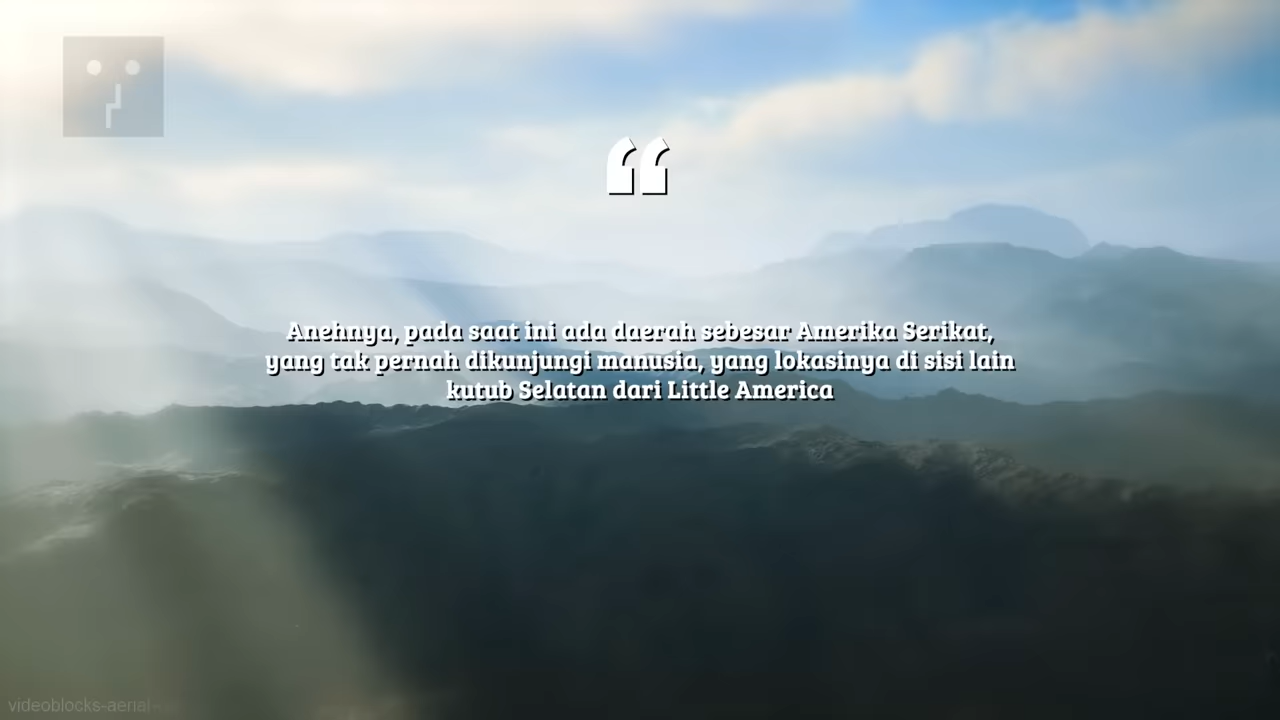 “
Anehnya, pada saat ini ada daerah sebesar Amerika Serikat,
yang tak pernah dikunjungi manusia, yang lokasinya di sisi lain
kutub Selatan dari Little America
videoblocks-aerial